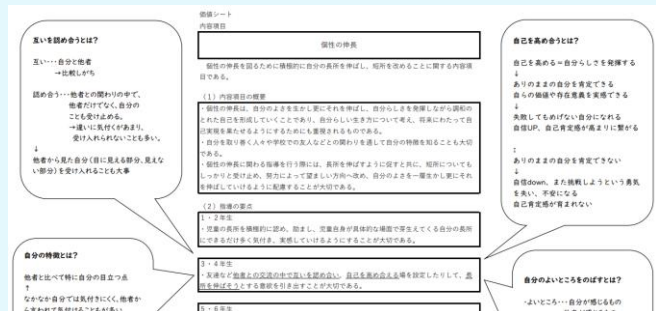 価値シート
内容項目
個性の伸長
個性の伸長を図るために積極的に自分の長所を伸ばし、短所を改めることに関する内容項
目である。
（１）内容項目の概要
・個性の伸長は、自分のよさを生かし更にそれを伸ばし、自分らしさを発揮しながら調和の
とれた自己を形成していくことであり、自分らしい生き方について考え、将来にわたって自
己実現を果たせるようにするためにも重視されるものである。
・自分を取り巻く人々や学校での友人などとの関わりを通して自分の特徴を知ることも大切
である。
・個性の伸長に関わる指導を行う際には、長所を伸ばすように促すと共に、短所についても
しっかりと受け止め、努力によって望ましい方向へ改め、自分のよさを一層生かし更にそれ
を伸ばしていけるように配慮することが大切である。
（２）指導の要点
１・２年生
・児童の長所を積極的に認め、励まし、児童自身が具体的な場面で芽生えてくる自分の長所
にできるだけ多く気付き、実感していけるようにすることが大切である。
３・４年生
・友達など他者との交流の中で互いを認め合い、自己を高め合える場を設定したりして、長
所を伸ばそうとする意欲を引き出すことが大切である。
５・６年生
互いを認め合うとは？
互い･･･自分と他者
→比較しがち
認め合う･･･他者との関わりの中で、
他者だけでなく、自分の
ことも受け止める。
→違いに気付くがあまり、
受け入れられないことも多い。
↓
他者から見た自分（目に見える部分、見えな
い部分）を受け入れることも大事
自分の特徴とは？
他者と比べて特に自分の目立つ点
↑
なかなか自分では気付きにくく、他者か
ら言われて気付けることも多い
自己を高め合うとは？
自己を高める＝自分らしさを発揮する
↓
ありのままの自分を肯定できる
自らの価値や存在意義を実感できる
↓
失敗してもめげない自分になれる
自信UP、自己肯定感が高まりに繋がる
：
ありのままの自分を肯定できない
↓
自信down、また挑戦しようという勇気
を失い、不安になる
自己肯定感が育まれない
自分のよいところをのばすとは？
・よいところ･･･自分が感じるもの